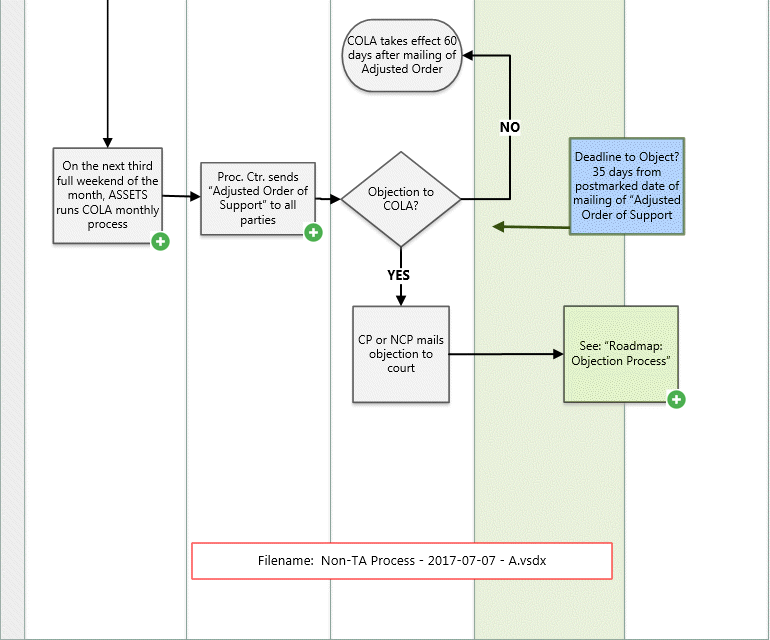 COLA takes effect 60
days after mailing of
Adjusted Order
NO
On the next third
full weekend of the
month, ASSETS
runs COLA monthly
process
Proc. Ctr. sends
“Adjusted Order of
Support” to all
parties
Objection to
COLA?
Deadline to Object?
35 days from
postmarked date of
mailing of “Adjusted
Order of Support
YES
CP or NCP mails
objection to
court
See: “Roadmap:
Objection Process”
Filename:  Non-TA Process - 2017-07-07 - A.vsdx